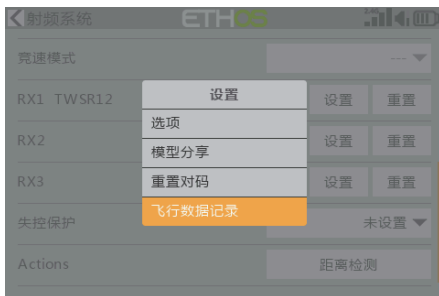 射频系统 ETHOS
竞速模式 ---
RX1 TWSR12 设置 重置
RX2 设置 重置
RX3 设置 重置
失控保护 未设置
Actions 距离检测
设置
选项
模型分享
重置对码
飞行数据记录